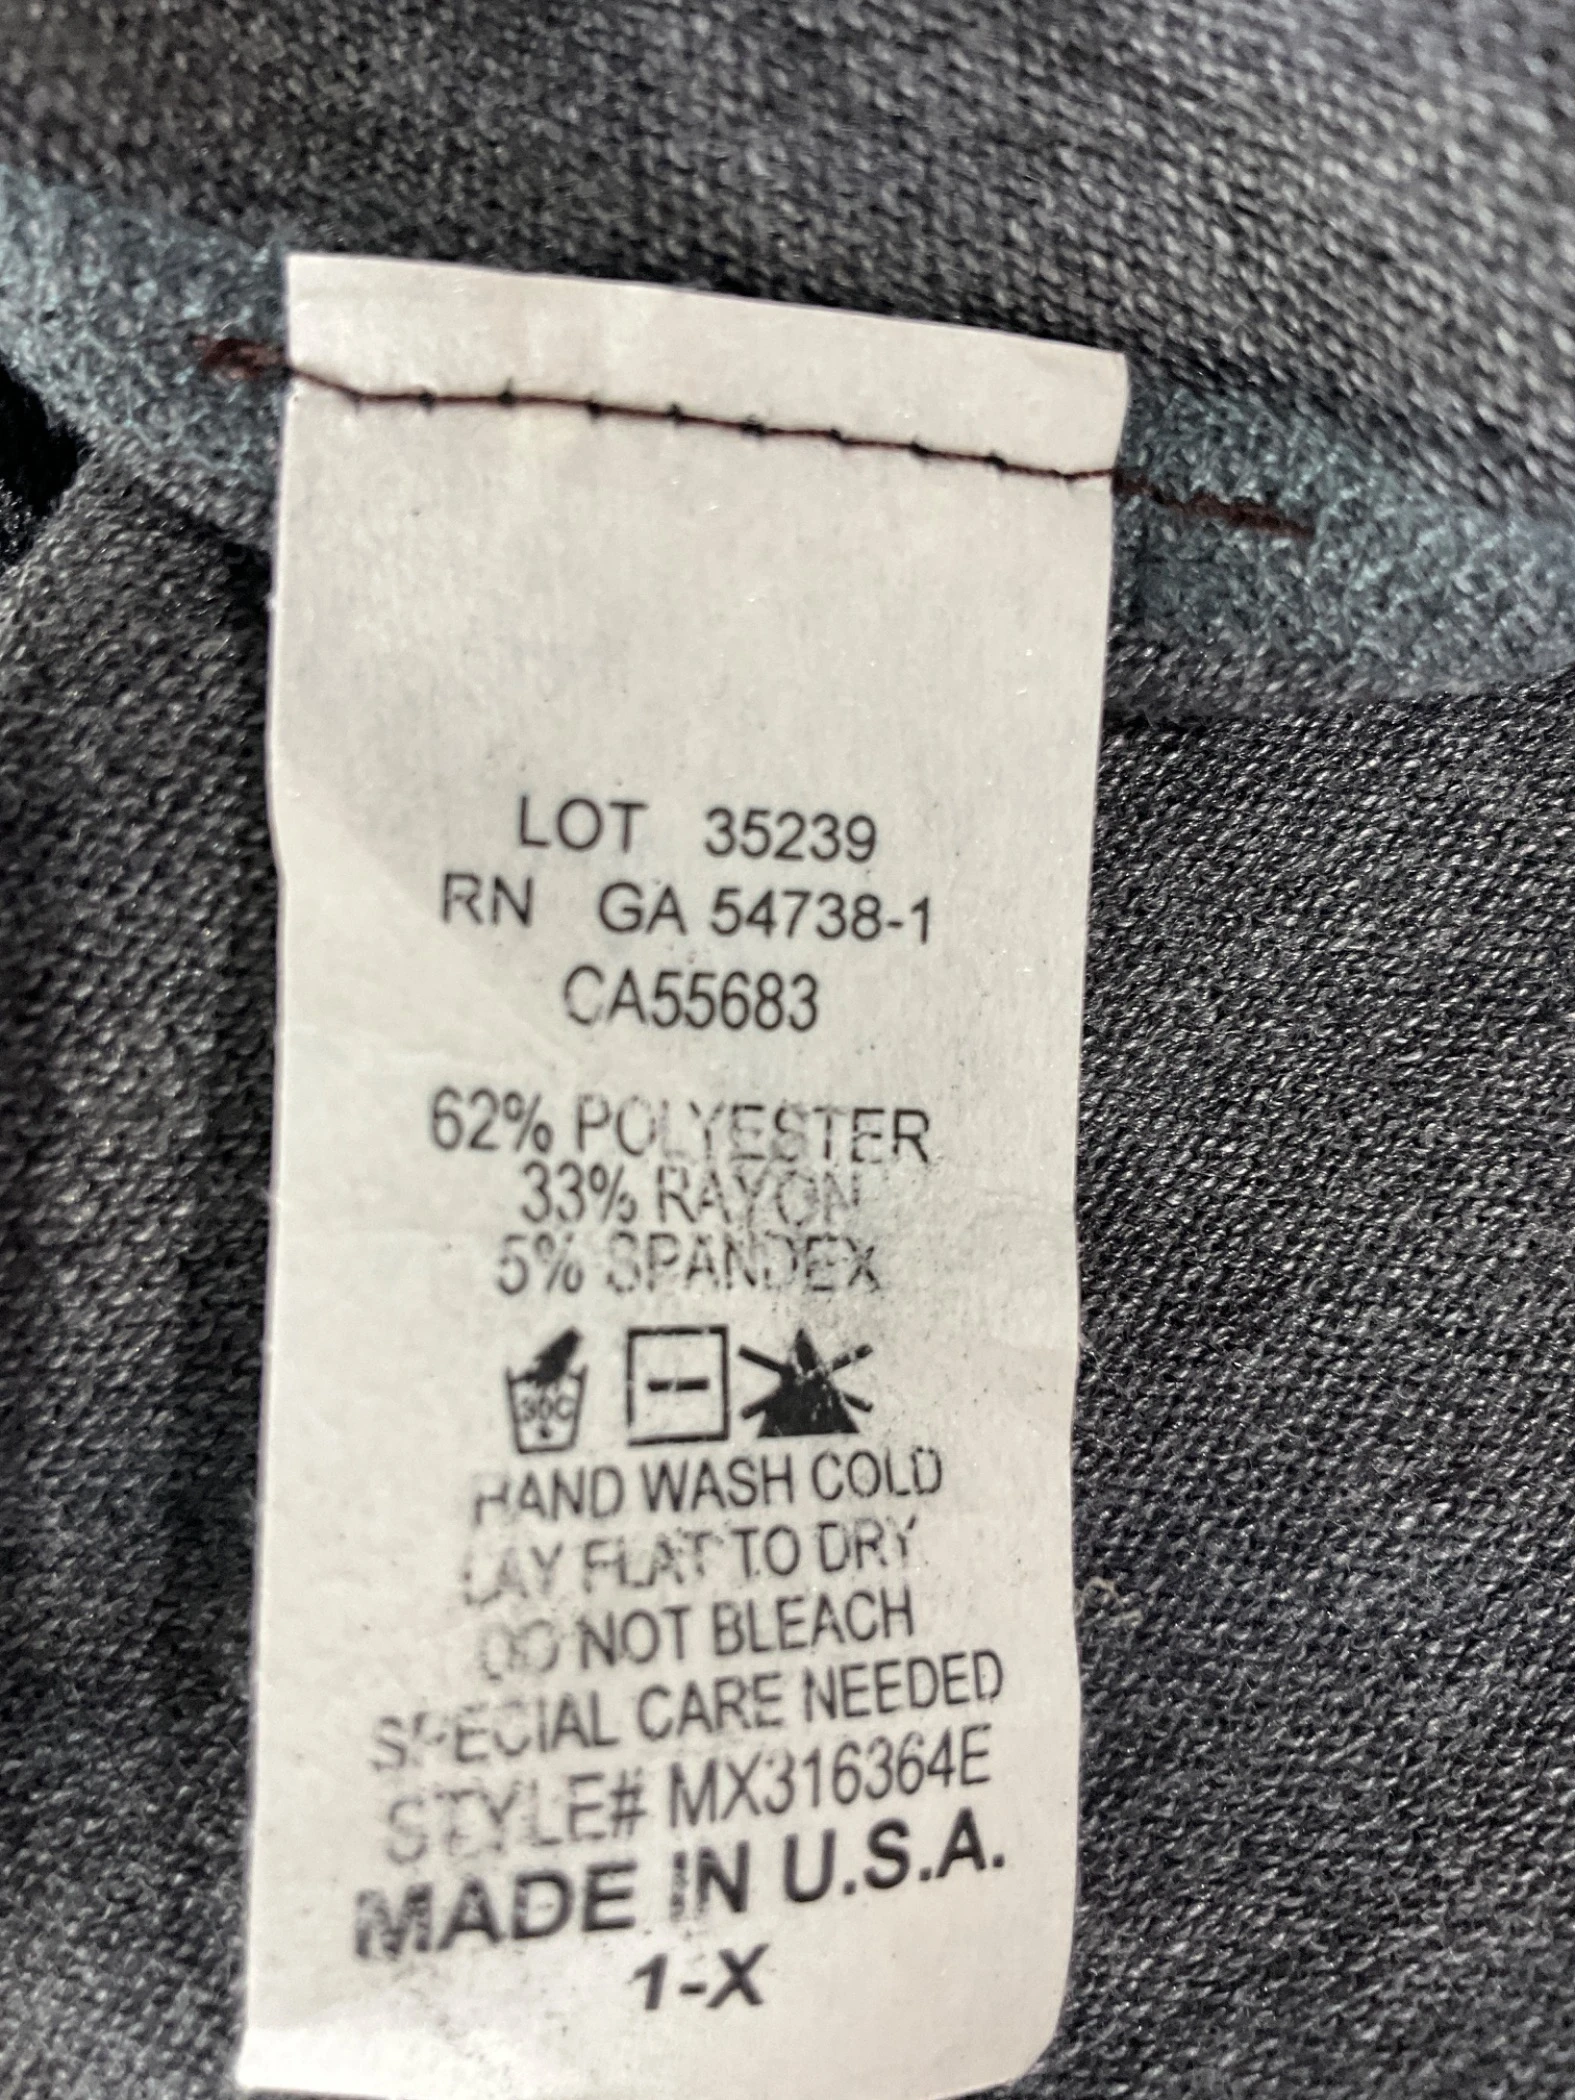 LOT 35239
RN GA 54738-1
CA55683
62% POLYESTER
33% RAYON
5% SPANDEX
30C
HAND WASH COLD
LAY FLAT TO DRY
DO NOT BLEACH
SPECIAL CARE NEEDED
STYLE# MX316364E
MADE IN U.S.A.
1-X